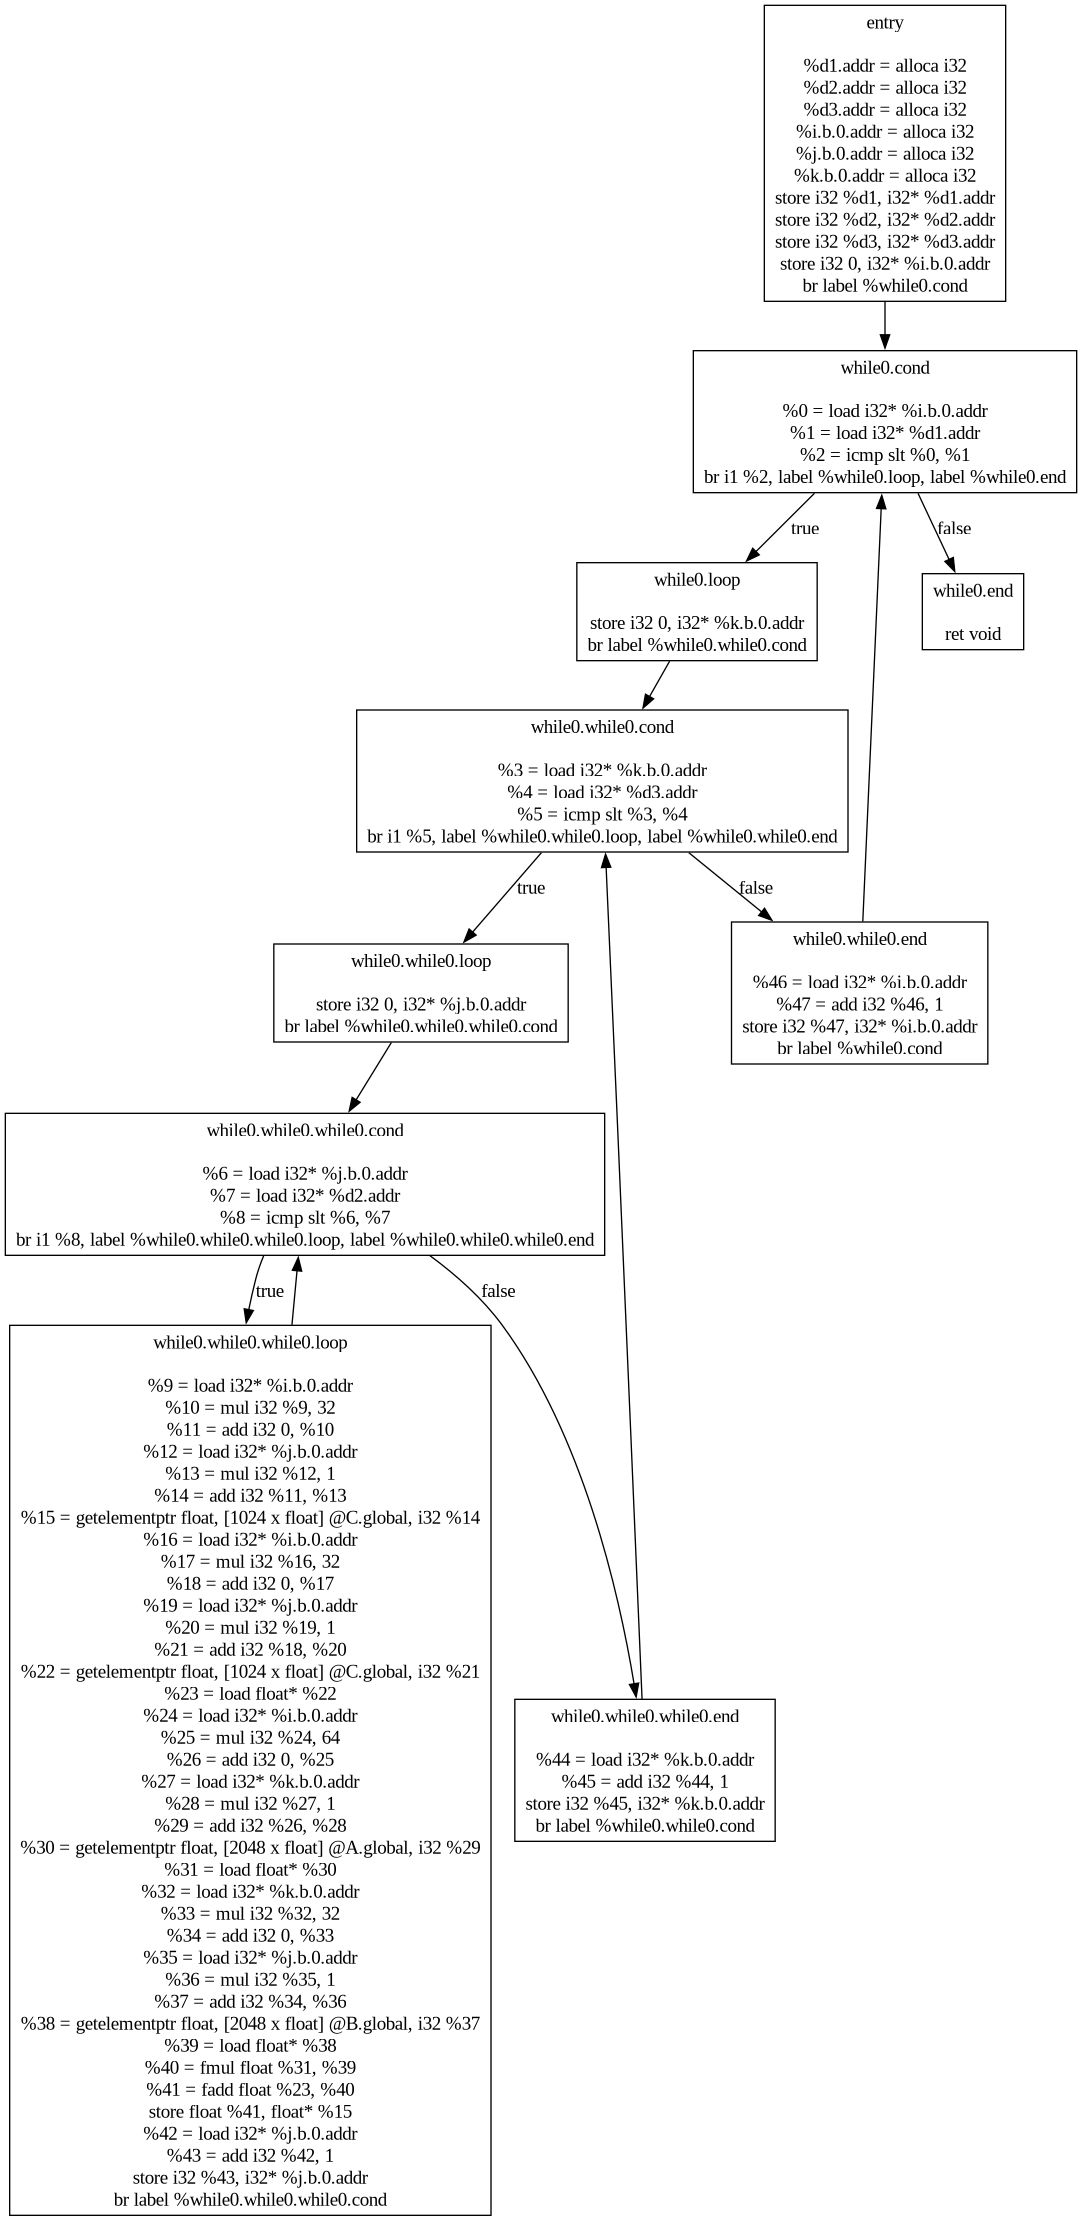 entry
%d1.addr = alloca i32
%d2.addr = alloca i32
%d3.addr = alloca i32
%i.b.0.addr = alloca i32
%j.b.0.addr = alloca i32
%k.b.0.addr = alloca i32
store i32 %d1, i32* %d1.addr
store i32 %d2, i32* %d2.addr
store i32 %d3, i32* %d3.addr
store i32 0, i32* %i.b.0.addr
br label %while0.cond
while0.cond
%0 = load i32* %i.b.0.addr
%1 = load i32* %d1.addr
%2 = icmp slt %0, %1
br i1 %2, label %while0.loop, label %while0.end
true
false
while0.loop
store i32 0, i32* %k.b.0.addr
br label %while0.while0.cond
while0.end
ret void
while0.while0.cond
%3 = load i32* %k.b.0.addr
%4 = load i32* %d3.addr
%5 = icmp slt %3, %4
br i1 %5, label %while0.while0.loop, label %while0.while0.end
true
false
while0.while0.loop
store i32 0, i32* %j.b.0.addr
br label %while0.while0.while0.cond
while0.while0.end
%46 = load i32* %i.b.0.addr
%47 = add i32 %46, 1
store i32 %47, i32* %i.b.0.addr
br label %while0.cond
while0.while0.while0.cond
%6 = load i32* %j.b.0.addr
%7 = load i32* %d2.addr
%8 = icmp slt %6, %7
br i1 %8, label %while0.while0.while0.loop, label %while0.while0.while0.end
true
false
while0.while0.while0.loop
%9 = load i32* %i.b.0.addr
%10 = mul i32 %9, 32
%11 = add i32 0, %10
%12 = load i32* %j.b.0.addr
%13 = mul i32 %12, 1
%14 = add i32 %11, %13
%15 = getelementptr float, [1024 x float] @C.global, i32 %14
%16 = load i32* %i.b.0.addr
%17 = mul i32 %16, 32
%18 = add i32 0, %17
%19 = load i32* %j.b.0.addr
%20 = mul i32 %19, 1
%21 = add i32 %18, %20
%22 = getelementptr float, [1024 x float] @C.global, i32 %21
%23 = load float* %22
%24 = load i32* %i.b.0.addr
%25 = mul i32 %24, 64
%26 = add i32 0, %25
%27 = load i32* %k.b.0.addr
%28 = mul i32 %27, 1
%29 = add i32 %26, %28
%30 = getelementptr float, [2048 x float] @A.global, i32 %29
%31 = load float* %30
%32 = load i32* %k.b.0.addr
%33 = mul i32 %32, 32
%34 = add i32 0, %33
%35 = load i32* %j.b.0.addr
%36 = mul i32 %35, 1
%37 = add i32 %34, %36
%38 = getelementptr float, [2048 x float] @B.global, i32 %37
%39 = load float* %38
%40 = fmul float %31, %39
%41 = fadd float %23, %40
store float %41, float* %15
%42 = load i32* %j.b.0.addr
%43 = add i32 %42, 1
store i32 %43, i32* %j.b.0.addr
br label %while0.while0.while0.cond
while0.while0.while0.end
%44 = load i32* %k.b.0.addr
%45 = add i32 %44, 1
store i32 %45, i32* %k.b.0.addr
br label %while0.while0.cond